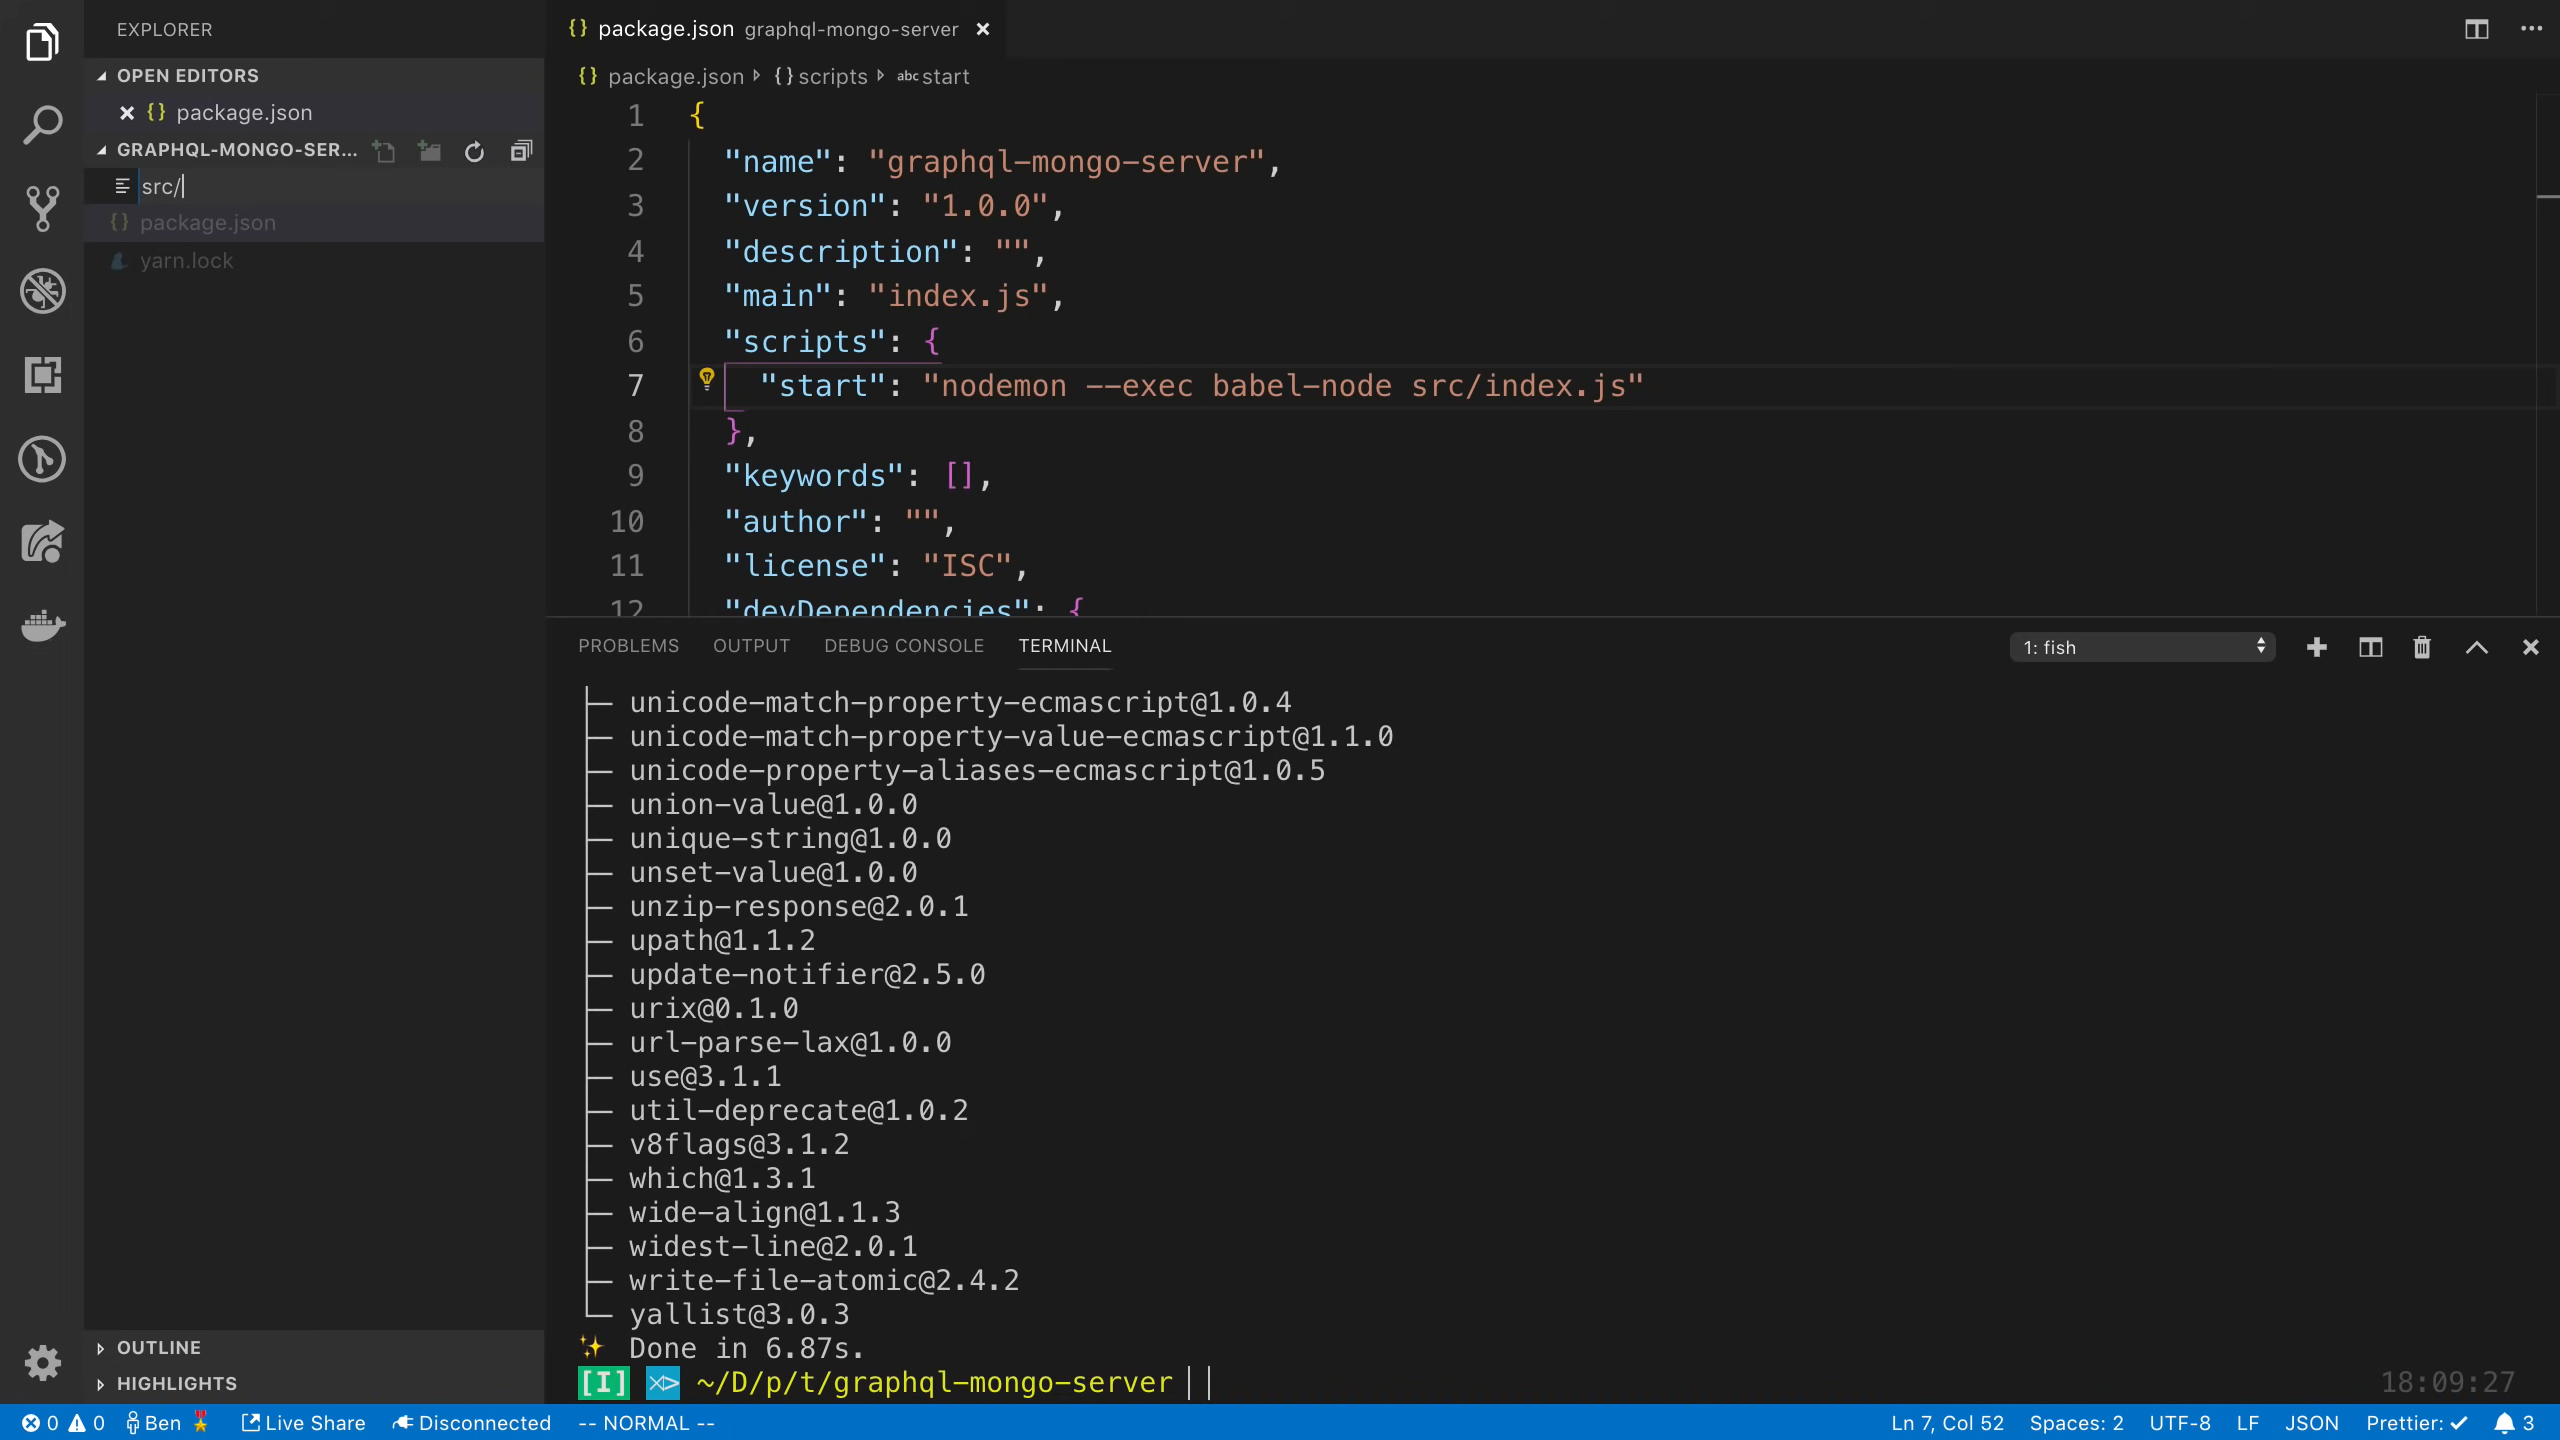 EXPLORER
OPEN EDITORS
package.json
GRAPHQL-MONGO-SER...
src/
package.json
yarn.lock
OUTLINE
HIGHLIGHTS
package.json graphql-mongo-server
package.json scripts abc start
1 {
2 "name": "graphql-mongo-server",
3 "version": "1.0.0",
4 "description": "",
5 "main": "index.js",
6 "scripts": {
7 "start": "nodemon --exec babel-node src/index.js"
8 },
9 "keywords": [],
10 "author": "",
11 "license": "ISC",
12 "devDependencies": {
PROBLEMS OUTPUT DEBUG CONSOLE TERMINAL 1: fish
├─ unicode-match-property-ecmascript@1.0.4
├─ unicode-match-property-value-ecmascript@1.1.0
├─ unicode-property-aliases-ecmascript@1.0.5
├─ union-value@1.0.0
├─ unique-string@1.0.0
├─ unset-value@1.0.0
├─ unzip-response@2.0.1
├─ upath@1.1.2
├─ update-notifier@2.5.0
├─ urix@0.1.0
├─ url-parse-lax@1.0.0
├─ use@3.1.1
├─ util-deprecate@1.0.2
├─ v8flags@3.1.2
├─ which@1.3.1
├─ wide-align@1.1.3
├─ widest-line@2.0.1
├─ write-file-atomic@2.4.2
└─ yallist@3.0.3
✨ Done in 6.87s.
[I] ⋊> ~/D/p/t/graphql-mongo-server 18:09:27
0 0 Ben 🎖 Live Share Disconnected -- NORMAL -- Ln 7, Col 52 Spaces: 2 UTF-8 LF JSON Prettier: ✓ 3